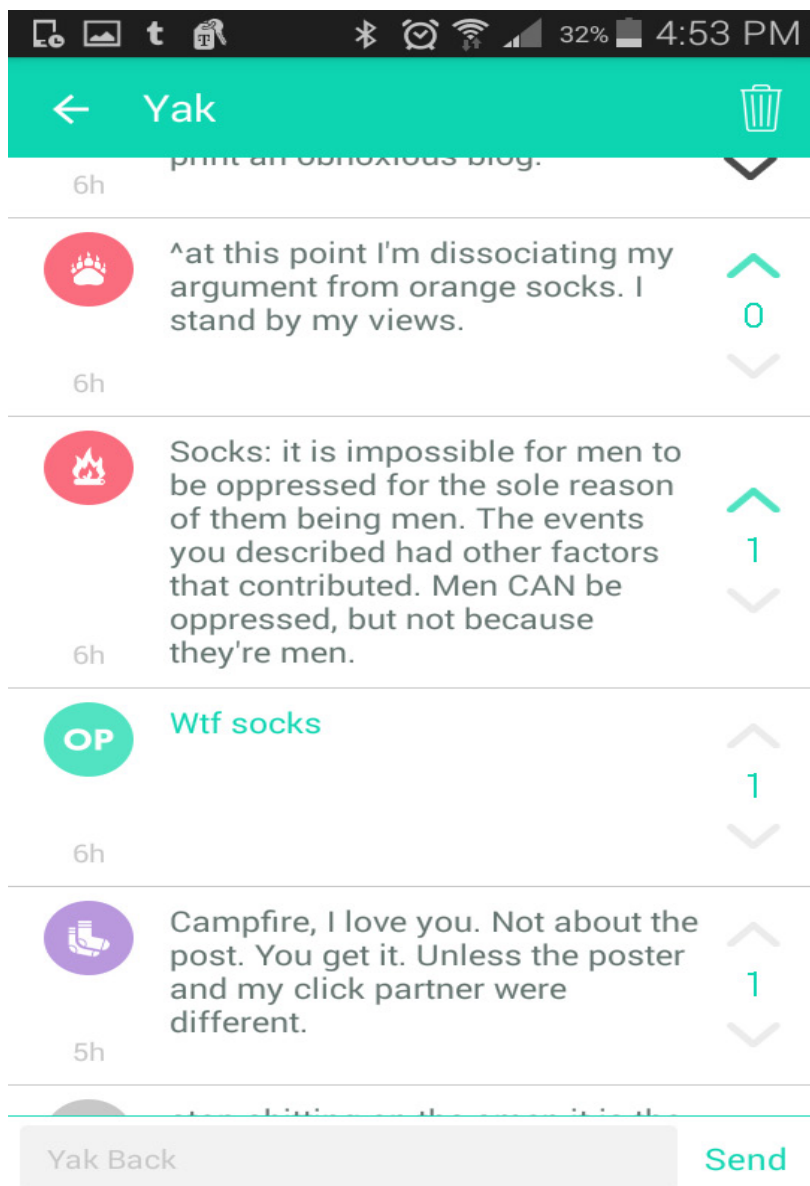 t
T
32% 4:53 PM
Yak
print an obnoxious blog.
6h
^at this point I'm dissociating my
argument from orange socks. I
stand by my views.
0
6h
Socks: it is impossible for men to
be oppressed for the sole reason
of them being men. The events
you described had other factors
that contributed. Men CAN be
oppressed, but not because
they're men.
1
6h
OP
Wtf socks
1
6h
Campfire, I love you. Not about the
post. You get it. Unless the poster
and my click partner were
different.
1
5h
Yak Back
Send